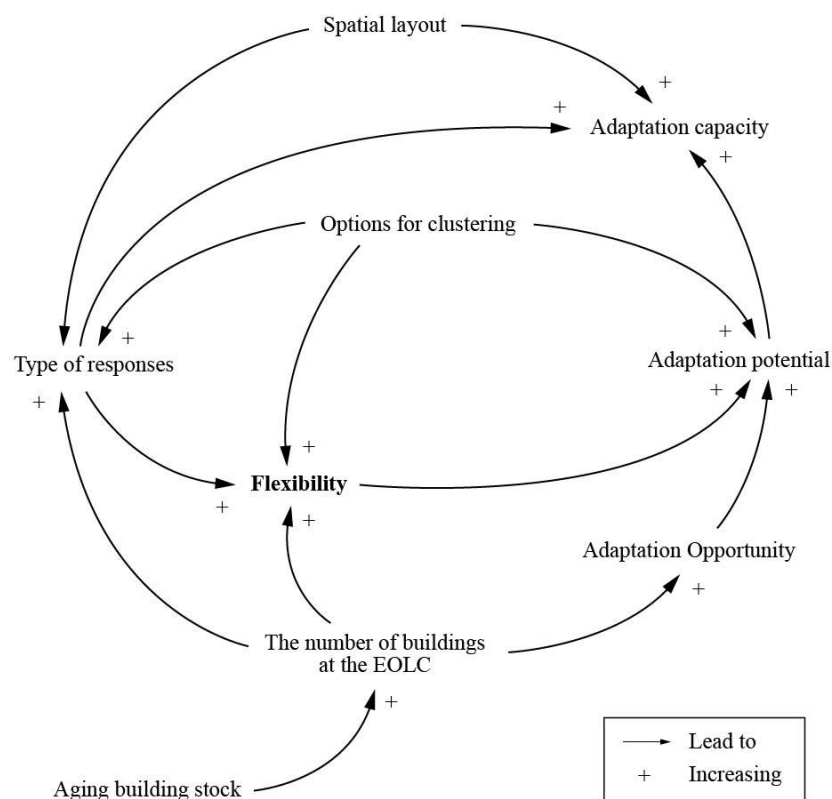 Spatial layout
+
+
Adaptation capacity
+
Options for clustering
+
+
Type of responses
Adaptation potential
+
+
+
+
Flexibility
+
+
Adaptation Opportunity
+
The number of buildings
at the EOLC
+
Aging building stock
Lead to
+ Increasing